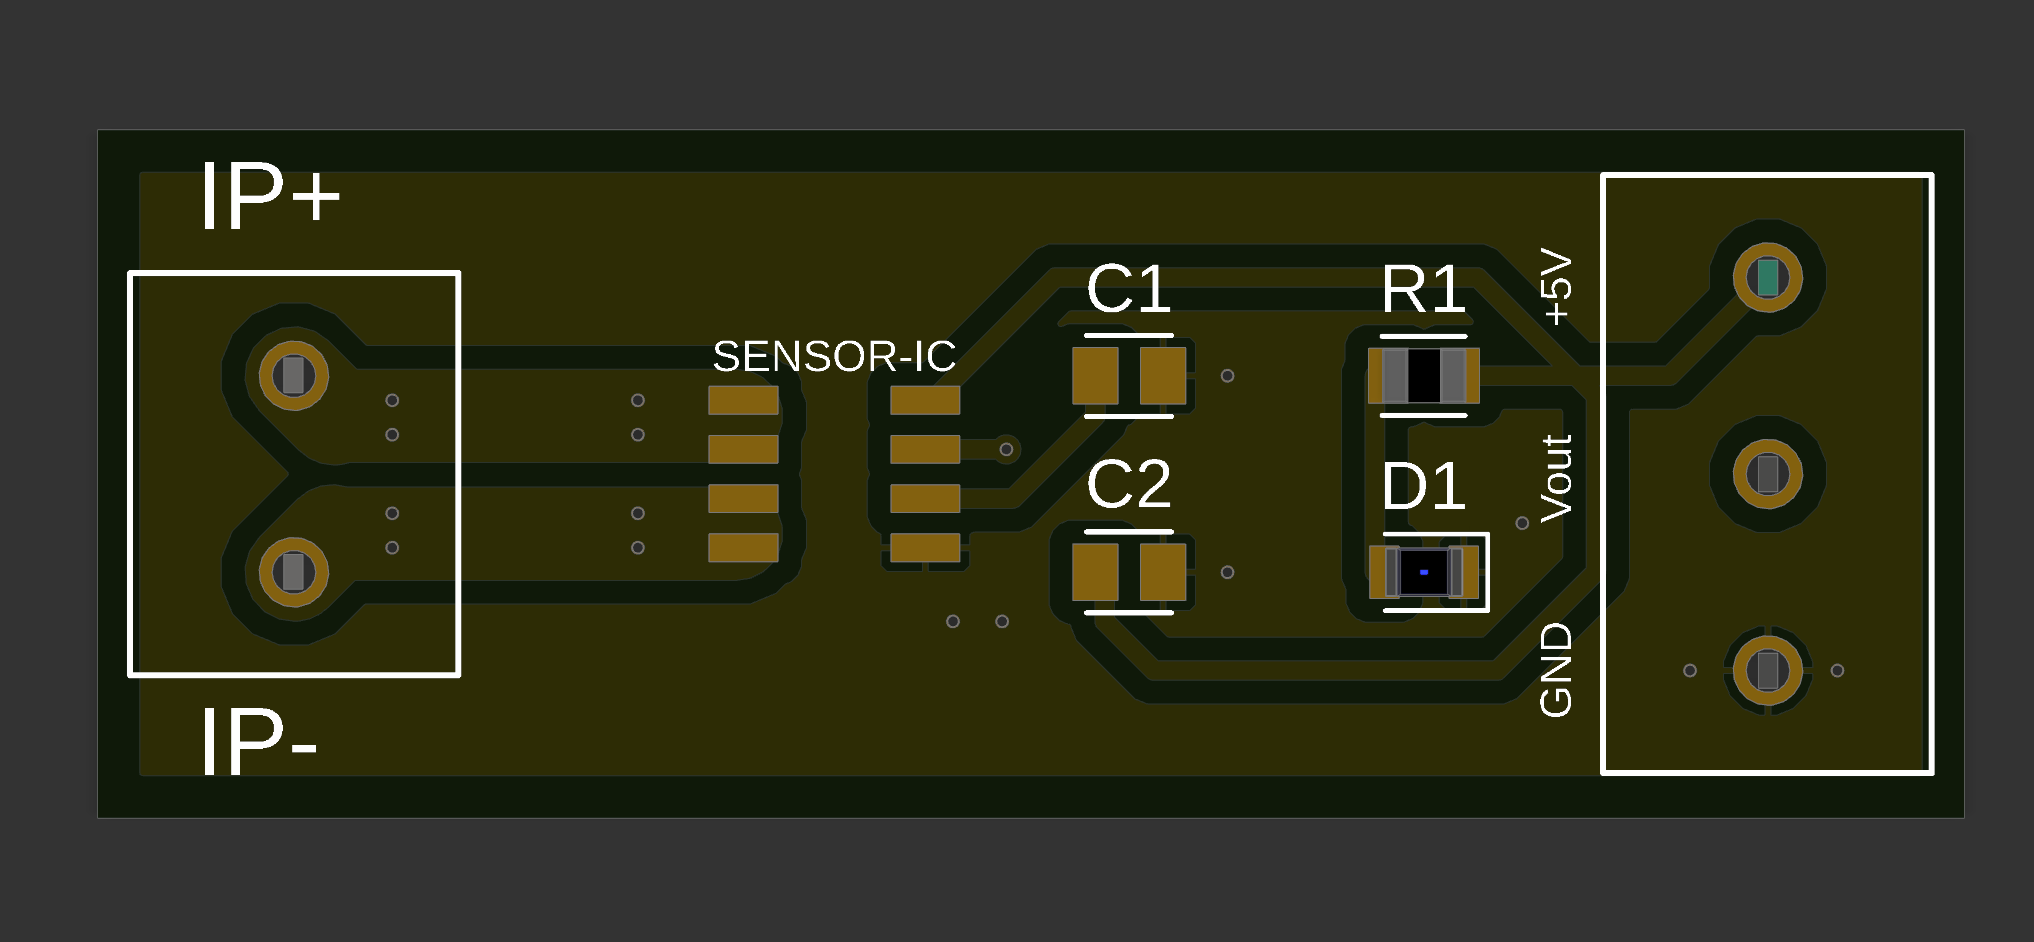 IP+
SENSOR-IC
C1
R1
+5V
C2
D1
Vout
GND
IP-